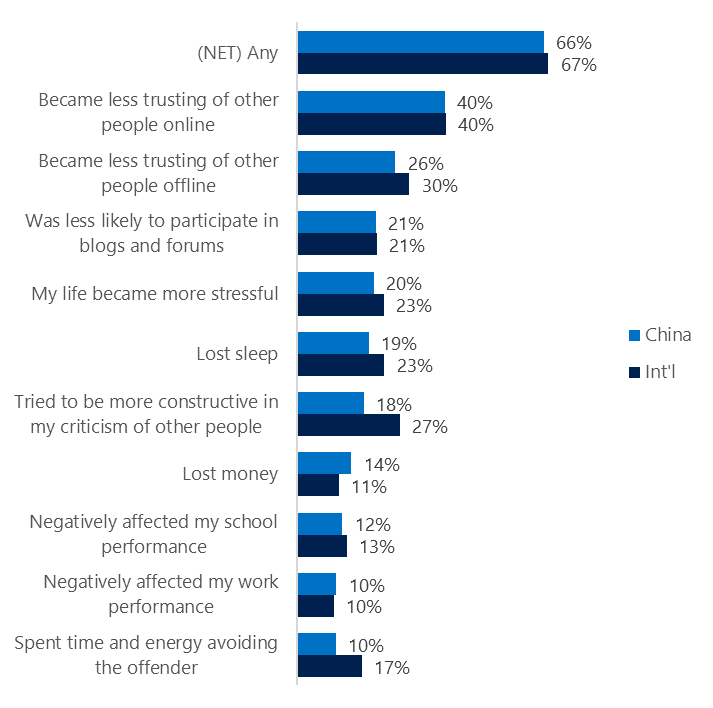 (NET) Any
66%
67%
Became less trusting of other
people online
40%
40%
Became less trusting of other
people offline
26%
30%
Was less likely to participate in
blogs and forums
21%
21%
My life became more stressful
20%
23%
Lost sleep
19%
23%
Tried to be more constructive in
my criticism of other people
18%
27%
Lost money
14%
11%
Negatively affected my school
performance
12%
13%
Negatively affected my work
performance
10%
10%
Spent time and energy avoiding
the offender
10%
17%
China
Int'l